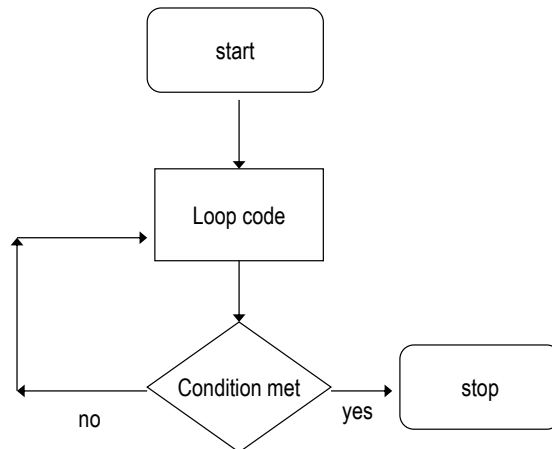 start
Loop code
Condition met
no
yes
stop